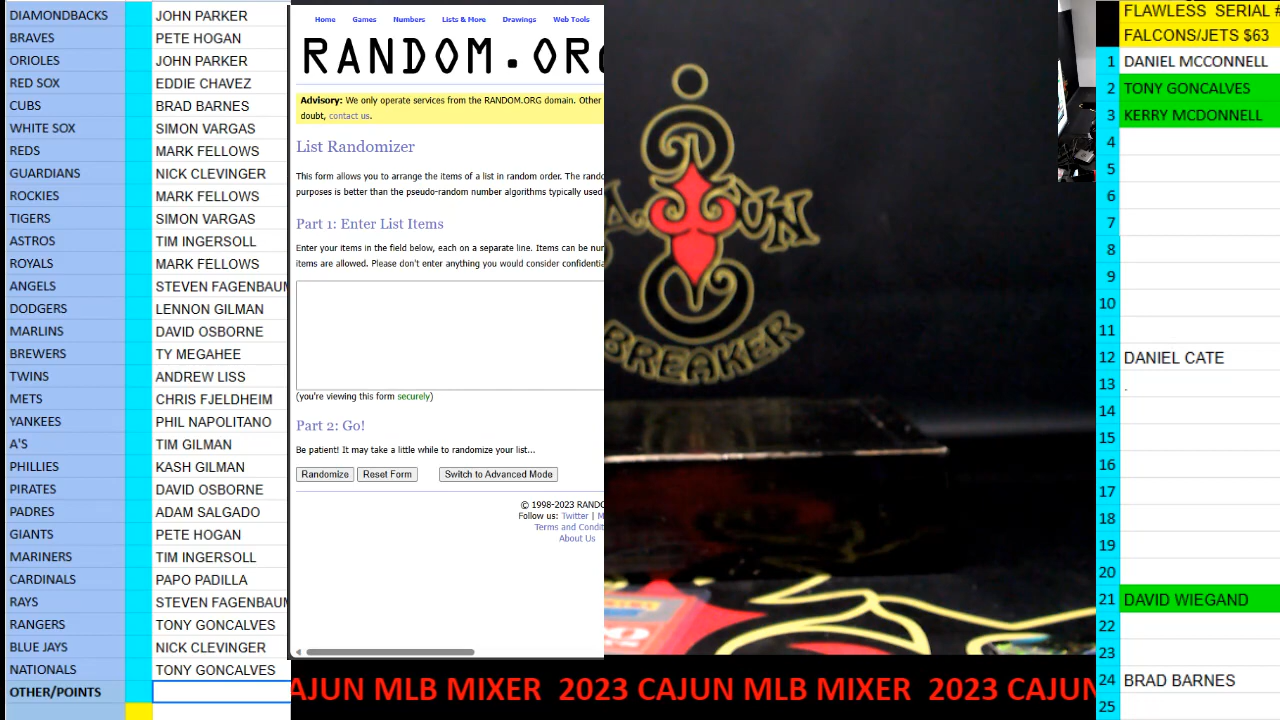 DIAMONDBACKS JOHN PARKER
BRAVES PETE HOGAN
ORIOLES JOHN PARKER
RED SOX EDDIE CHAVEZ
CUBS BRAD BARNES
WHITE SOX SIMON VARGAS
REDS MARK FELLOWS
GUARDIANS NICK CLEVINGER
ROCKIES MARK FELLOWS
TIGERS SIMON VARGAS
ASTROS TIM INGERSOLL
ROYALS MARK FELLOWS
ANGELS STEVEN FAGENBAUM
DODGERS LENNON GILMAN
MARLINS DAVID OSBORNE
BREWERS TY MEGAHEE
TWINS ANDREW LISS
METS CHRIS FJELDHEIM
YANKEES PHIL NAPOLITANO
A'S TIM GILMAN
PHILLIES KASH GILMAN
PIRATES DAVID OSBORNE
PADRES ADAM SALGADO
GIANTS PETE HOGAN
MARINERS TIM INGERSOLL
CARDINALS PAPO PADILLA
RAYS STEVEN FAGENBAUM
RANGERS TONY GONCALVES
BLUE JAYS NICK CLEVINGER
NATIONALS TONY GONCALVES
OTHER/POINTS
Home Games Numbers Lists & More Drawings Web Tools
RANDOM.ORG
Advisory: We only operate services from the RANDOM.ORG domain. Other
doubt, contact us.
List Randomizer
This form allows you to arrange the items of a list in random order. The rando
purposes is better than the pseudo-random number algorithms typically used
Part 1: Enter List Items
Enter your items in the field below, each on a separate line. Items can be nu
items are allowed. Please don't enter anything you would consider confidentia
(you're viewing this form securely)
Part 2: Go!
Be patient! It may take a little while to randomize your list...
Randomize Reset Form Switch to Advanced Mode
© 1998-2023 RANDO
Follow us: Twitter | M
Terms and Condit
About Us
JUN
BREAKER
AJUN MLB MIXER 2023 CAJUN MLB MIXER 2023 CAJUN
FLAWLESS SERIAL #
FALCONS/JETS $63
1 DANIEL MCCONNELL
2 TONY GONCALVES
3 KERRY MCDONNELL
4
5
6
7
8
9
10
11
12 DANIEL CATE
13 .
14
15
16
17
18
19
20
21 DAVID WIEGAND
22
23
24 BRAD BARNES
25